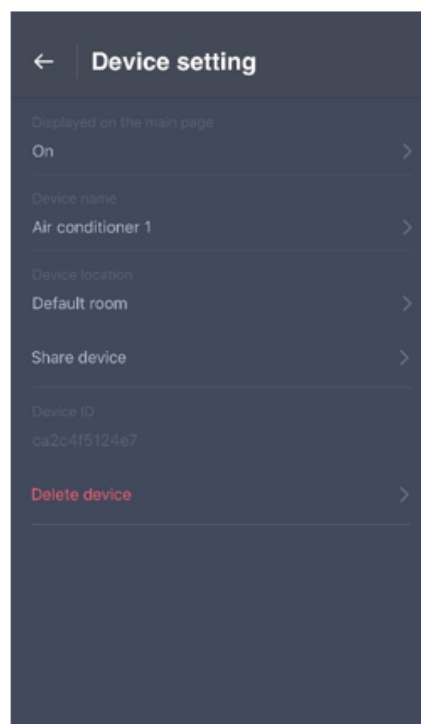 Device setting
Displayed on the main page
On
Device name
Air conditioner 1
Device location
Default room
Share device
Device ID
ca2c4f5124e7
Delete device